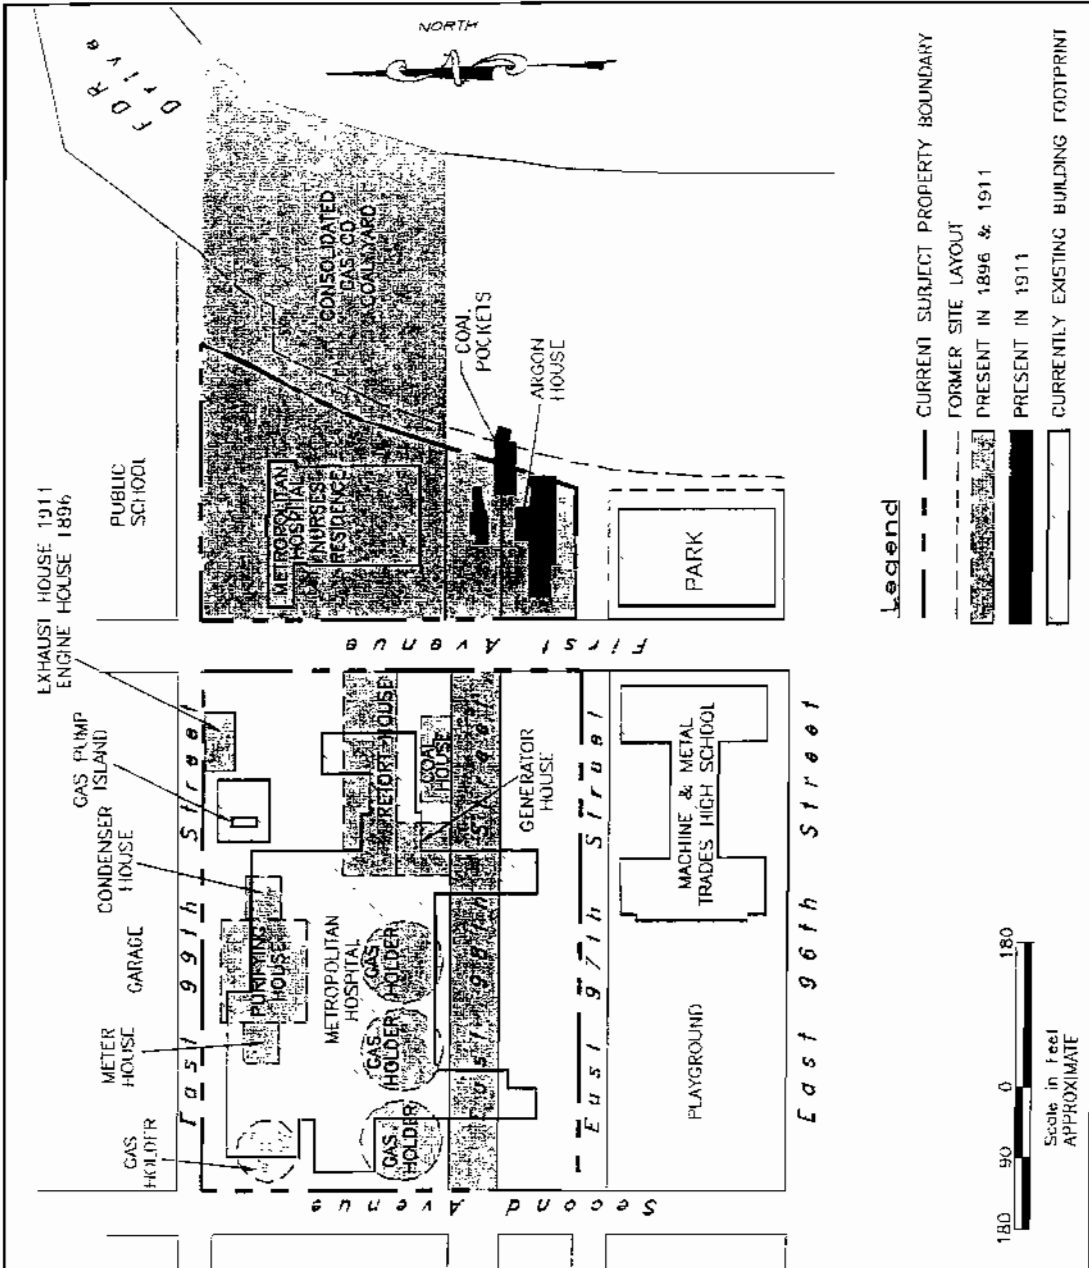 NORTH
FDR
Drive
PUBLIC
SCHOOL
EXHAUST HOUSE 1911
ENGINE HOUSE 1896
GAS PUMP
ISLAND
CONDENSER
HOUSE
GARAGE
METER
HOUSE
GAS
HOLDER
East 99th Street
CONSOLIDATED
GAS CO.
COALYARD
METROPOLITAN
HOSPITAL
NURSES
RESIDENCE
COAL
POCKETS
ARGON
HOUSE
First Avenue
PURIFYING
HOUSE
METROPOLITAN
HOSPITAL
RETORT HOUSE
COAL
HOUSE
GENERATOR
HOUSE
GAS
HOLDER
GAS
HOLDER
GAS
HOLDER
East 98th Street
East 97th Street
Second Avenue
PARK
MACHINE & METAL
TRADES HIGH SCHOOL
PLAYGROUND
East 96th Street
Legend
CURRENT SUBJECT PROPERTY BOUNDARY
FORMER SITE LAYOUT
PRESENT IN 1896 & 1911
PRESENT IN 1911
CURRENTLY EXISTING BUILDING FOOTPRINT
180 90 0 180
Scale in Feet
APPROXIMATE